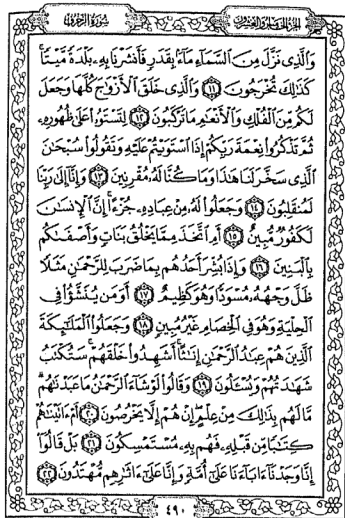 الجزء الخامس والعشرون
سورة الزخرف
وَالَّذِي نَزَّلَ مِنَ السَّمَاءِ مَاءً بِقَدَرٍ فَأَنشَرْنَا بِهِ بَلْدَةً مَّيْتًا
كَذَٰلِكَ تُخْرَجُونَ ١١ وَالَّذِي خَلَقَ الْأَزْوَاجَ كُلَّهَا وَجَعَلَ
لَكُم مِّنَ الْفُلْكِ وَالْأَنْعَامِ مَا تَرْكَبُونَ ١٢ لِتَسْتَوُوا عَلَىٰ ظُهُورِهِ
ثُمَّ تَذْكُرُوا نِعْمَةَ رَبِّكُمْ إِذَا اسْتَوَيْتُمْ عَلَيْهِ وَتَقُولُوا سُبْحَانَ
الَّذِي سَخَّرَ لَنَا هَٰذَا وَمَا كُنَّا لَهُ مُقْرِنِينَ ١٣ وَإِنَّا إِلَىٰ رَبِّنَا
لَمُنقَلِبُونَ ١٤ وَجَعَلُوا لَهُ مِنْ عِبَادِهِ جُزْءًا إِنَّ الْإِنسَانَ
لَكَفُورٌ مُّبِينٌ ١٥ أَمِ اتَّخَذَ مِمَّا يَخْلُقُ بَنَاتٍ وَأَصْفَاكُم
بِالْبَنِينَ ١٦ وَإِذَا بُشِّرَ أَحَدُهُم بِمَا ضَرَبَ لِلرَّحْمَٰنِ مَثَلًا
ظَلَّ وَجْهُهُ مُسْوَدًّا وَهُوَ كَظِيمٌ ١٧ أَوَمَن يُنَشَّؤُا فِي
الْحِلْيَةِ وَهُوَ فِي الْخِصَامِ غَيْرُ مُبِينٍ ١٨ وَجَعَلُوا الْمَلَائِكَةَ
الَّذِينَ هُمْ عِبَادُ الرَّحْمَٰنِ إِنَاثًا أَشَهِدُوا خَلْقَهُمْ سَتُكْتَبُ
شَهَادَتُهُمْ وَيُسْأَلُونَ ١٩ وَقَالُوا لَوْ شَاءَ الرَّحْمَٰنُ مَا عَبَدْنَاهُم
مَّا لَهُم بِذَٰلِكَ مِنْ عِلْمٍ إِنْ هُمْ إِلَّا يَخْرُصُونَ ٢٠ أَمْ آتَيْنَاهُمْ
كِتَابًا مِّن قَبْلِهِ فَهُم بِهِ مُسْتَمْسِكُونَ ٢١ بَلْ قَالُوا
إِنَّا وَجَدْنَا آبَاءَنَا عَلَىٰ أُمَّةٍ وَإِنَّا عَلَىٰ آثَارِهِم مُّهْتَدُونَ ٢٢
٤٩٠